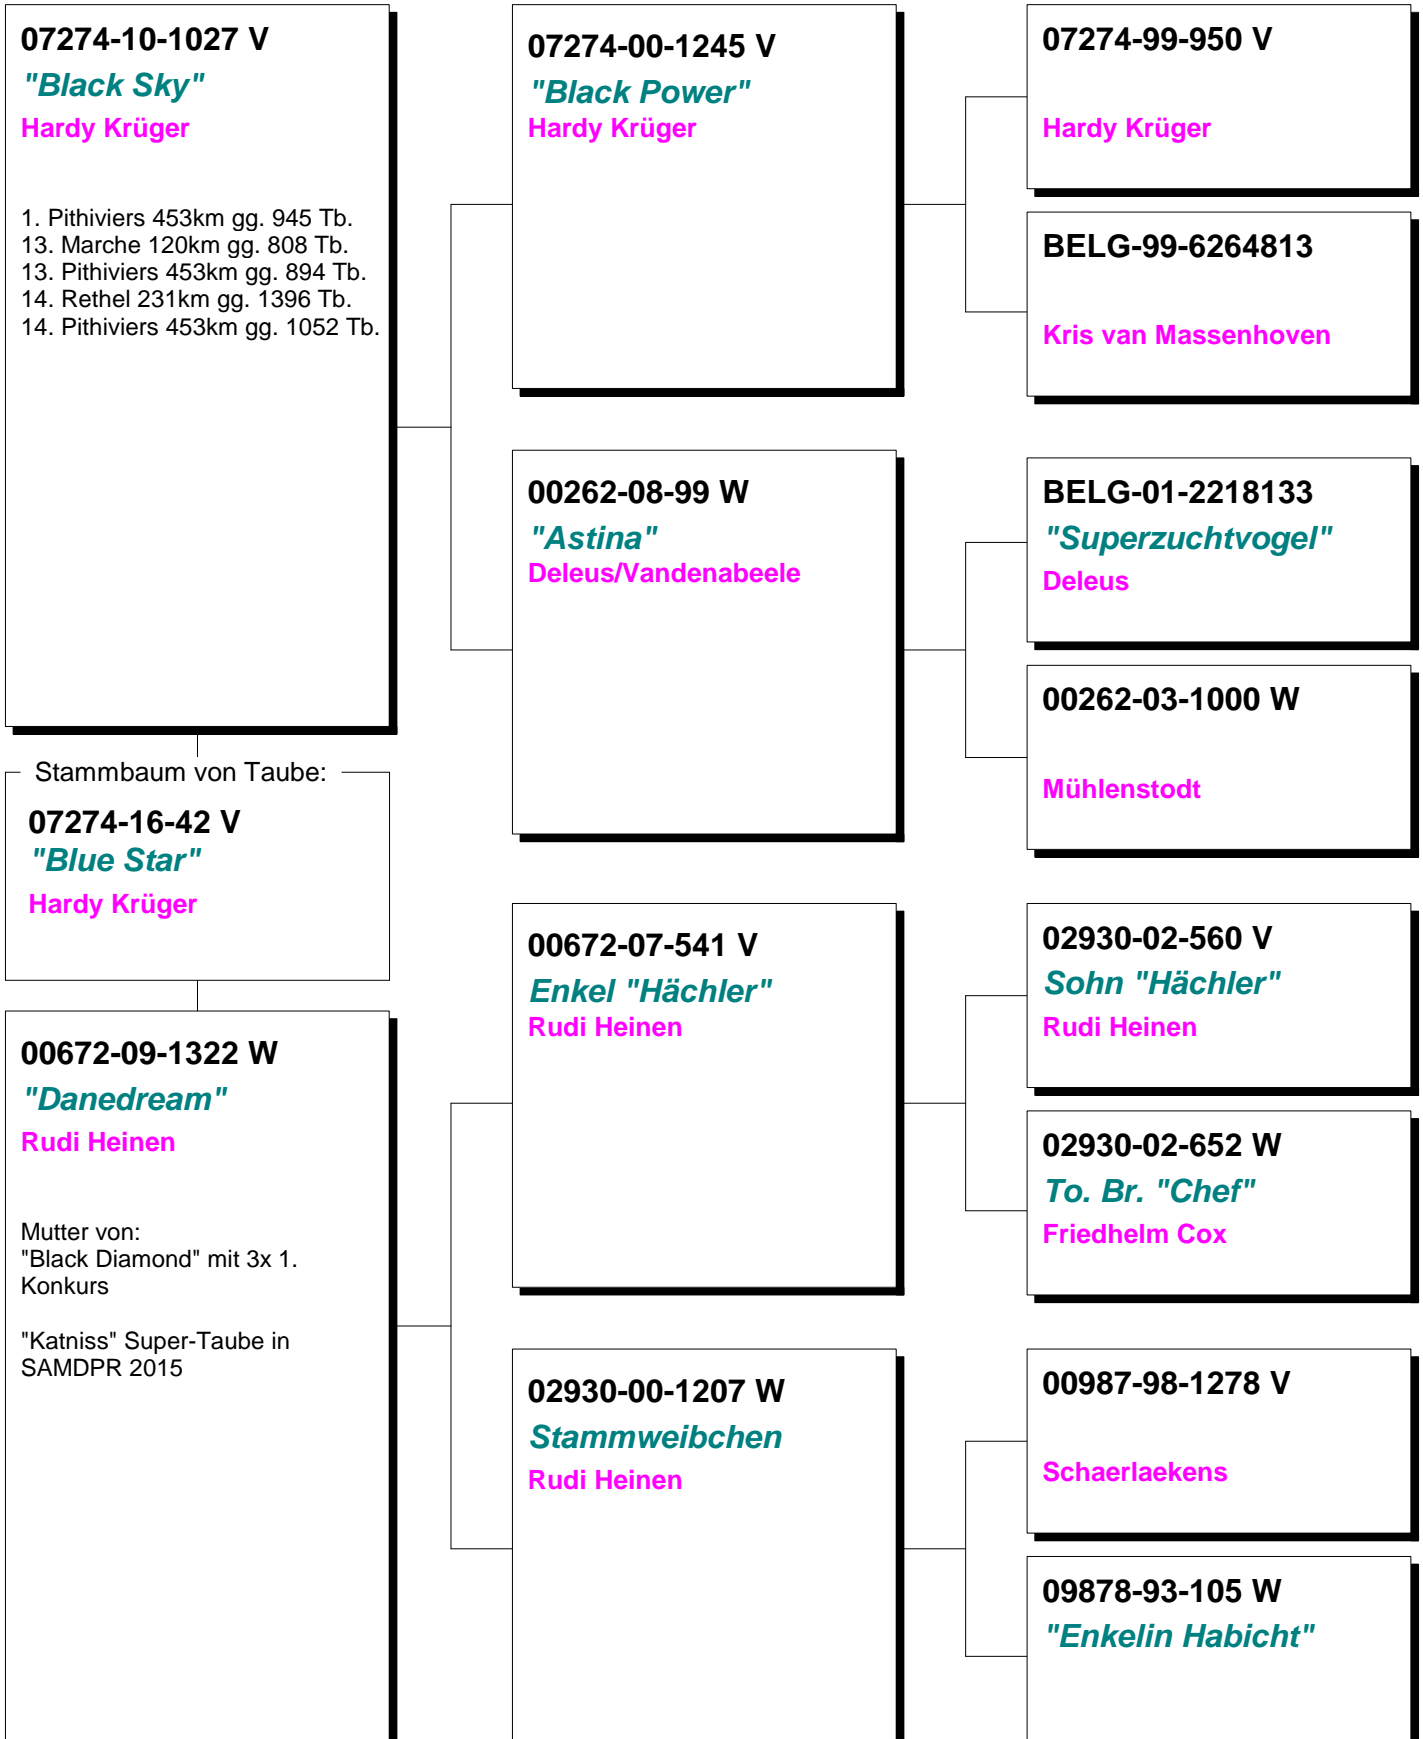 07274-10-1027 V
"Black Sky"
Hardy Krüger
1. Pithiviers 453km gg. 945 Tb.
13. Marche 120km gg. 808 Tb.
13. Pithiviers 453km gg. 894 Tb.
14. Rethel 231km gg. 1396 Tb.
14. Pithiviers 453km gg. 1052 Tb.
Stammbaum von Taube:
07274-16-42 V
"Blue Star"
Hardy Krüger
00672-09-1322 W
"Danedream"
Rudi Heinen
Mutter von:
"Black Diamond" mit 3x 1.
Konkurs
"Katniss" Super-Taube in
SAMDPR 2015
07274-00-1245 V
"Black Power"
Hardy Krüger
00262-08-99 W
"Astina"
Deleus/Vandenabeele
00672-07-541 V
Enkel "Hächler"
Rudi Heinen
02930-00-1207 W
Stammweibchen
Rudi Heinen
07274-99-950 V
Hardy Krüger
BELG-99-6264813
Kris van Massenhoven
BELG-01-2218133
"Superzuchtvogel"
Deleus
00262-03-1000 W
Mühlenstodt
02930-02-560 V
Sohn "Hächler"
Rudi Heinen
02930-02-652 W
To. Br. "Chef"
Friedhelm Cox
00987-98-1278 V
Schaerlaekens
09878-93-105 W
"Enkelin Habicht"